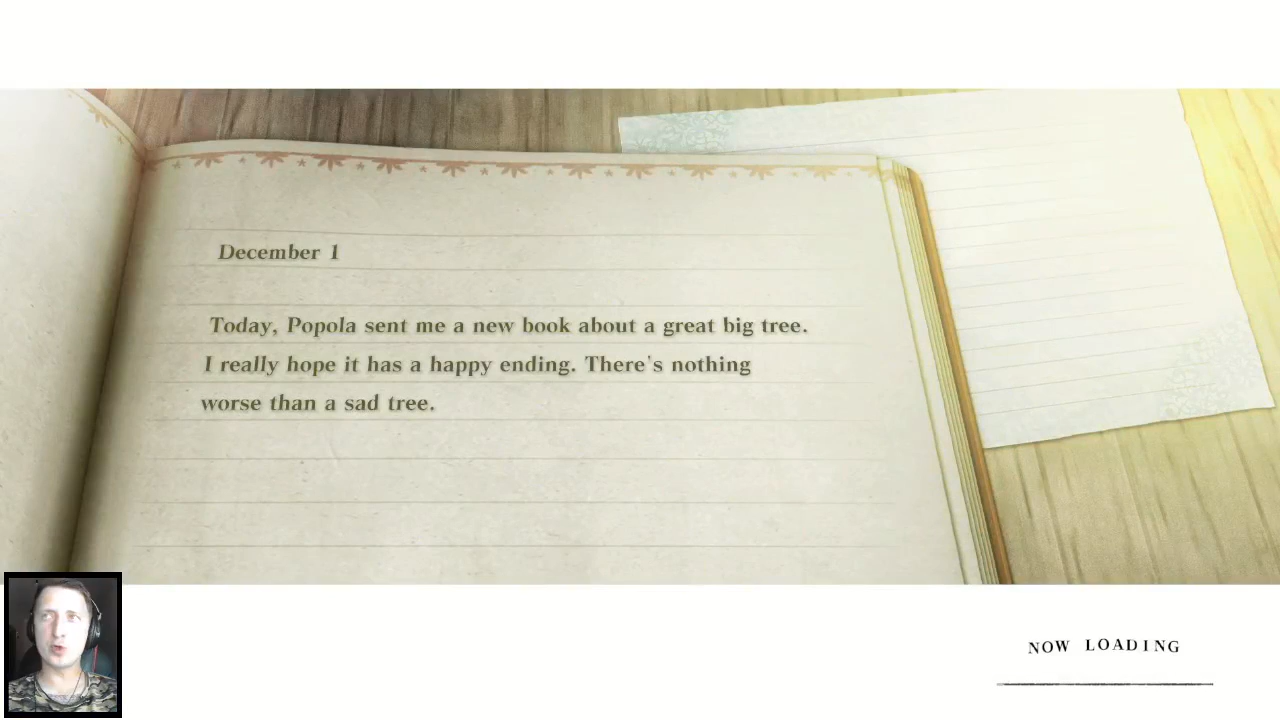 December 1
Today, Popola sent me a new book about a great big tree.
I really hope it has a happy ending. There's nothing
worse than a sad tree.
NOW LOADING